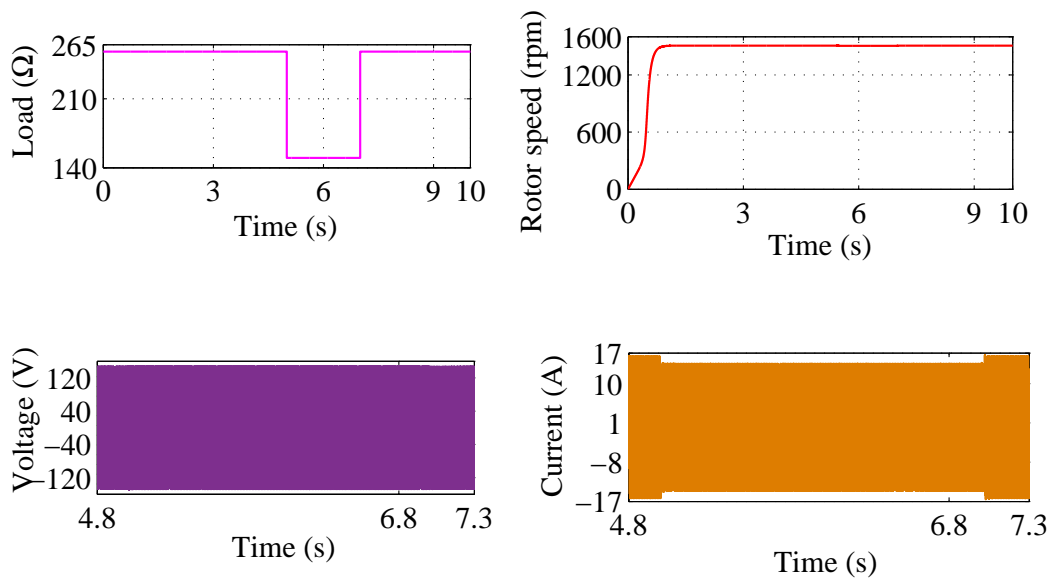 Load (Ω)
265
210
140
0 3 6 9 10
Time (s)
Rotor speed (rpm)
1600
1200
600
0
0 3 6 9 10
Time (s)
Voltage (V)
120
40
−40
−120
4.8 6.8 7.3
Time (s)
Current (A)
17
10
1
−8
−17
4.8 6.8 7.3
Time (s)